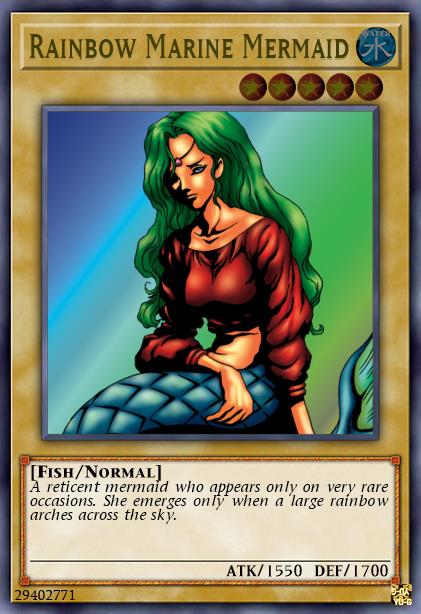 RAINBOW MARINE MERMAID
WATER
水
[FISH/NORMAL]
A reticent mermaid who appears only on very rare
occasions. She emerges only when a large rainbow
arches across the sky.
ATK/1550 DEF/1700
29402771